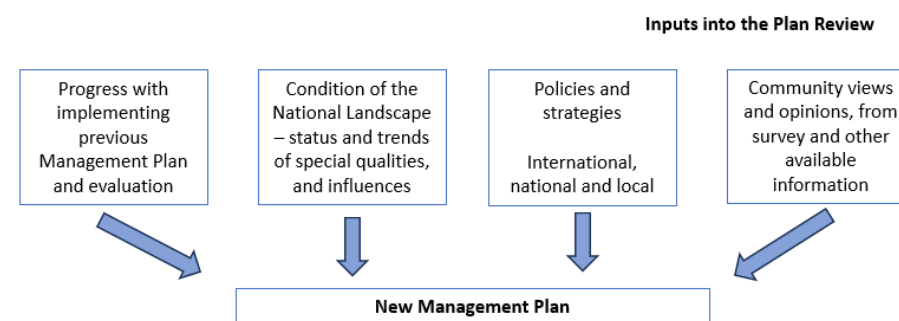 Inputs into the Plan Review
Progress with
implementing
previous
Management Plan
and evaluation
Condition of the
National Landscape
– status and trends
of special qualities,
and influences
Policies and
strategies
International,
national and local
Community views
and opinions, from
survey and other
available
information
New Management Plan